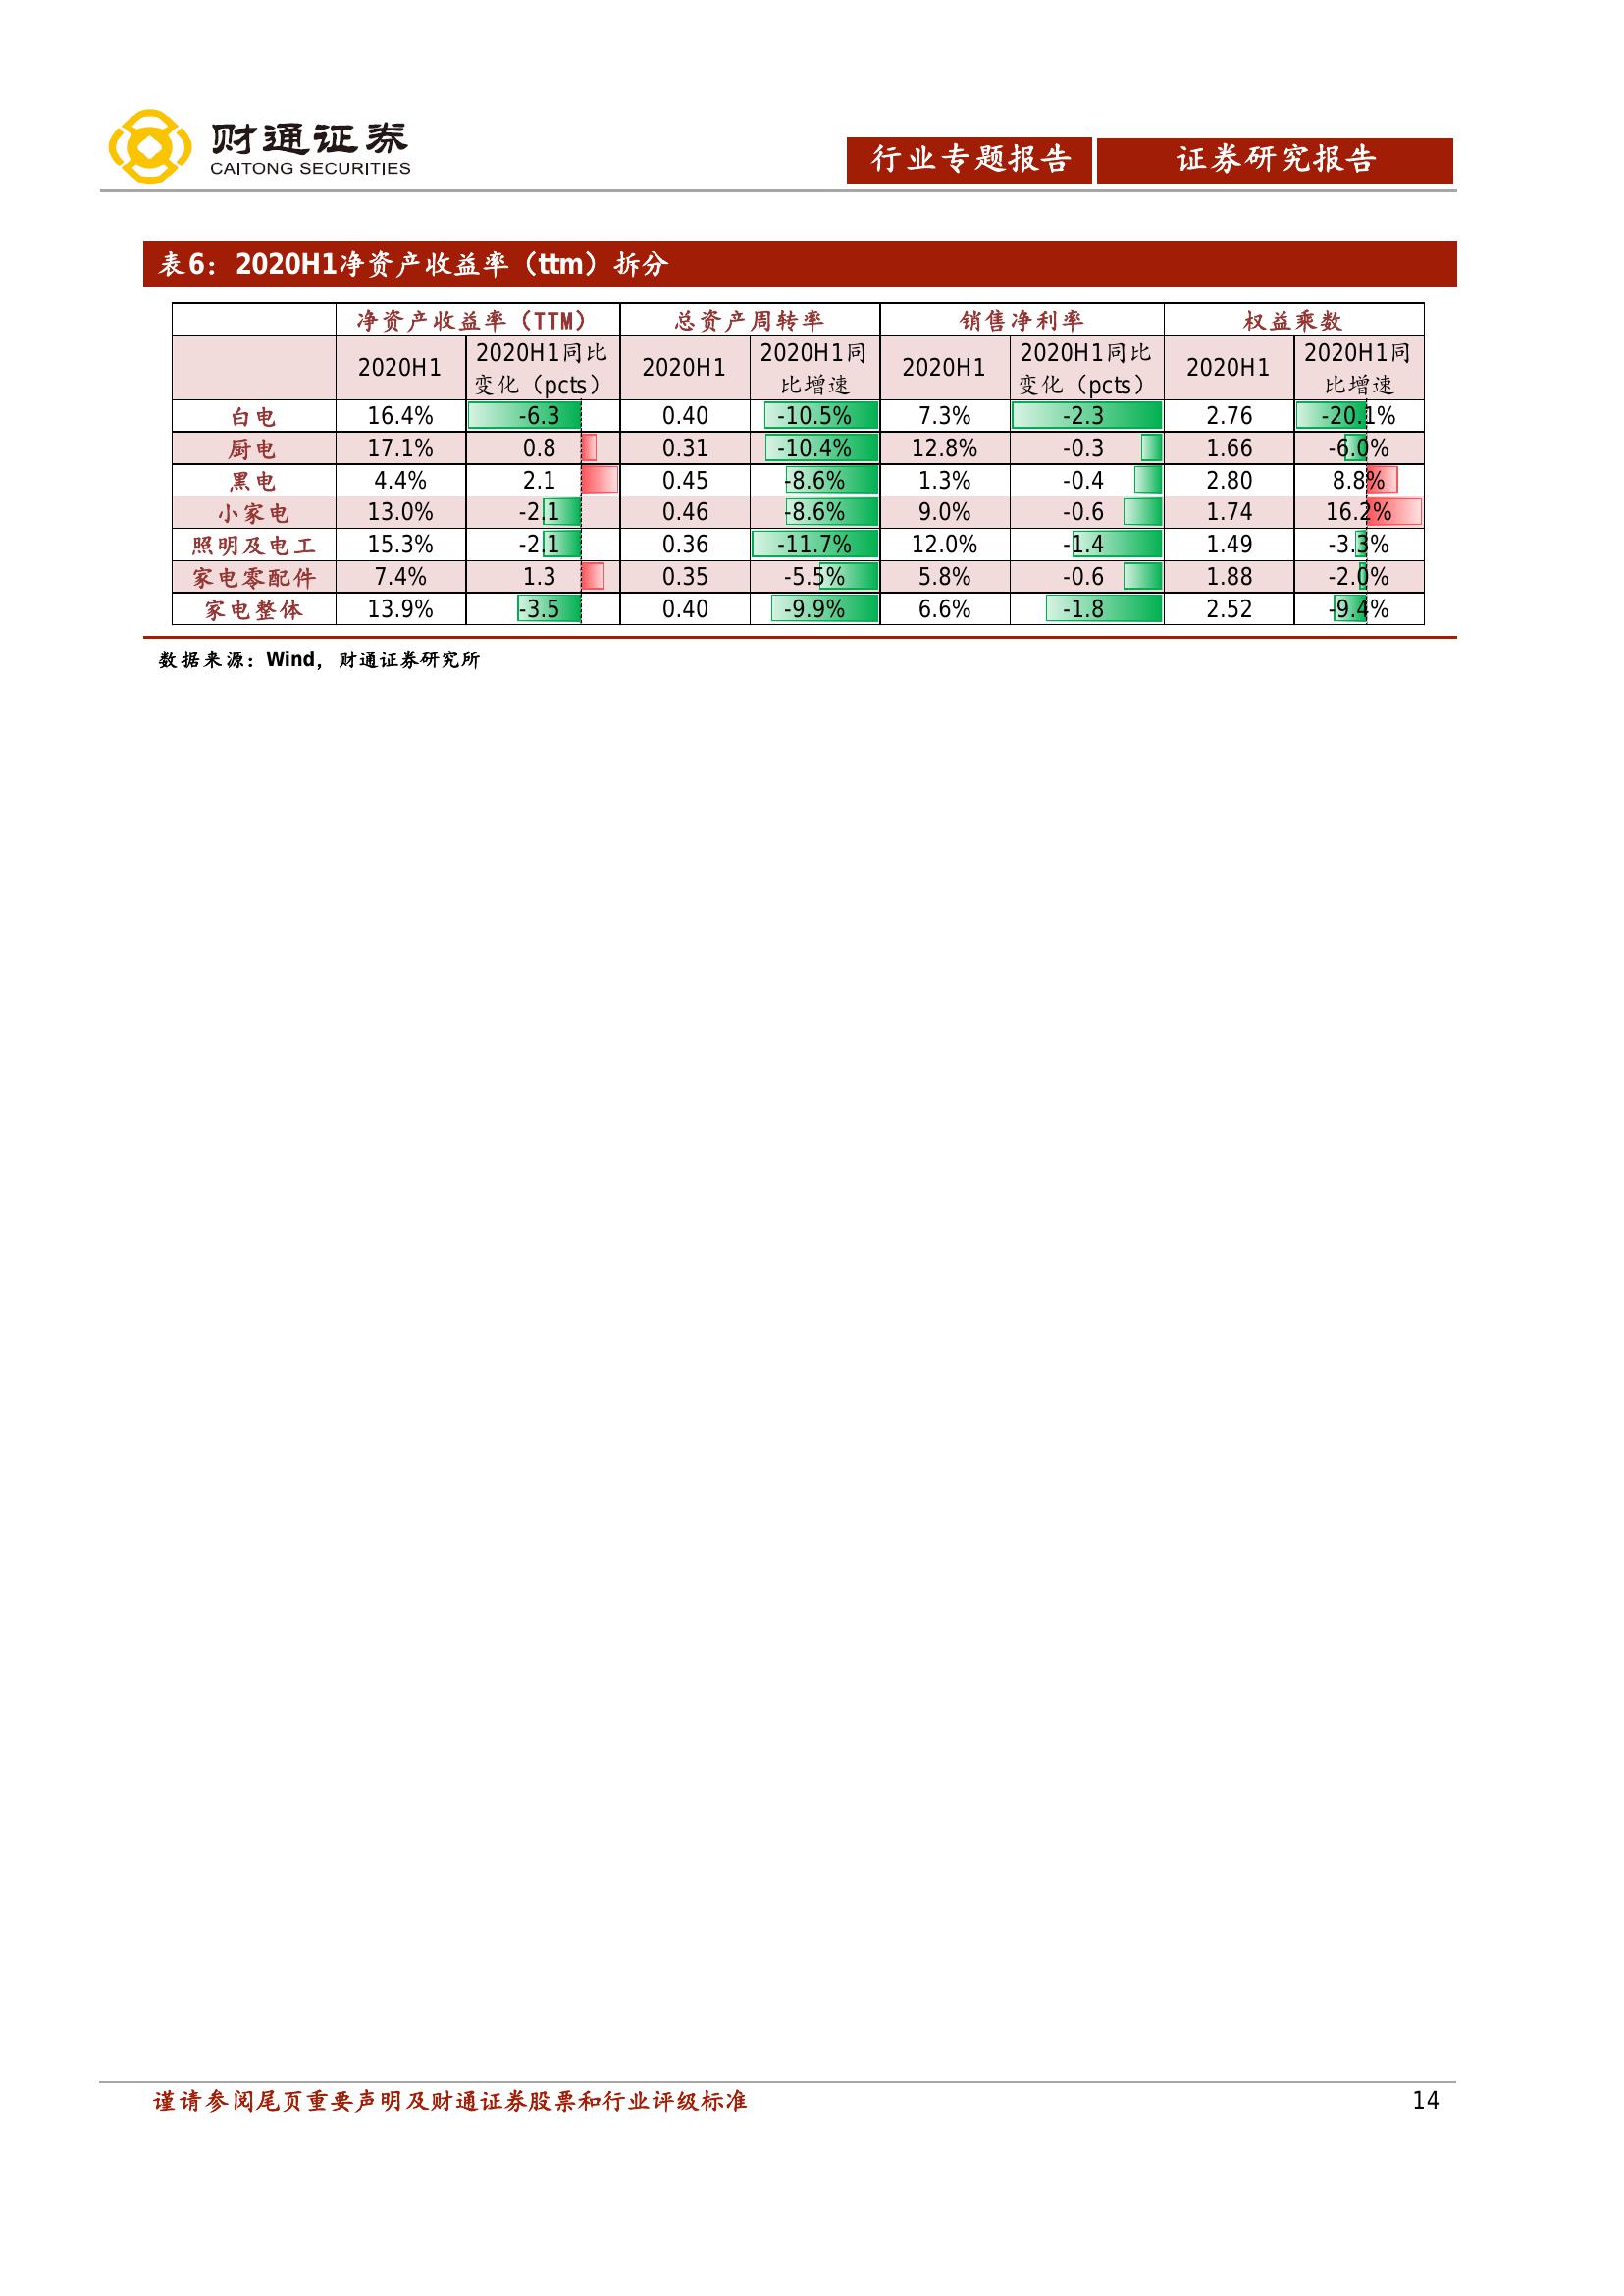 财通证券
CAITONG SECURITIES
行业专题报告 证券研究报告
表6：2020H1净资产收益率（ttm）拆分
净资产收益率（TTM） 总资产周转率 销售净利率 权益乘数
2020H1 2020H1同比变化（pcts） 2020H1 2020H1同比增速 2020H1 2020H1同比变化（pcts） 2020H1 2020H1同比增速
白电 16.4% -6.3 0.40 -10.5% 7.3% -2.3 2.76 -20.1%
厨电 17.1% 0.8 0.31 -10.4% 12.8% -0.3 1.66 -6.0%
黑电 4.4% 2.1 0.45 -8.6% 1.3% -0.4 2.80 8.8%
小家电 13.0% -2.1 0.46 -8.6% 9.0% -0.6 1.74 16.2%
照明及电工 15.3% -2.1 0.36 -11.7% 12.0% -1.4 1.49 -3.3%
家电零配件 7.4% 1.3 0.35 -5.5% 5.8% -0.6 1.88 -2.0%
家电整体 13.9% -3.5 0.40 -9.9% 6.6% -1.8 2.52 -9.4%
数据来源：Wind，财通证券研究所
谨请参阅尾页重要声明及财通证券股票和行业评级标准 14